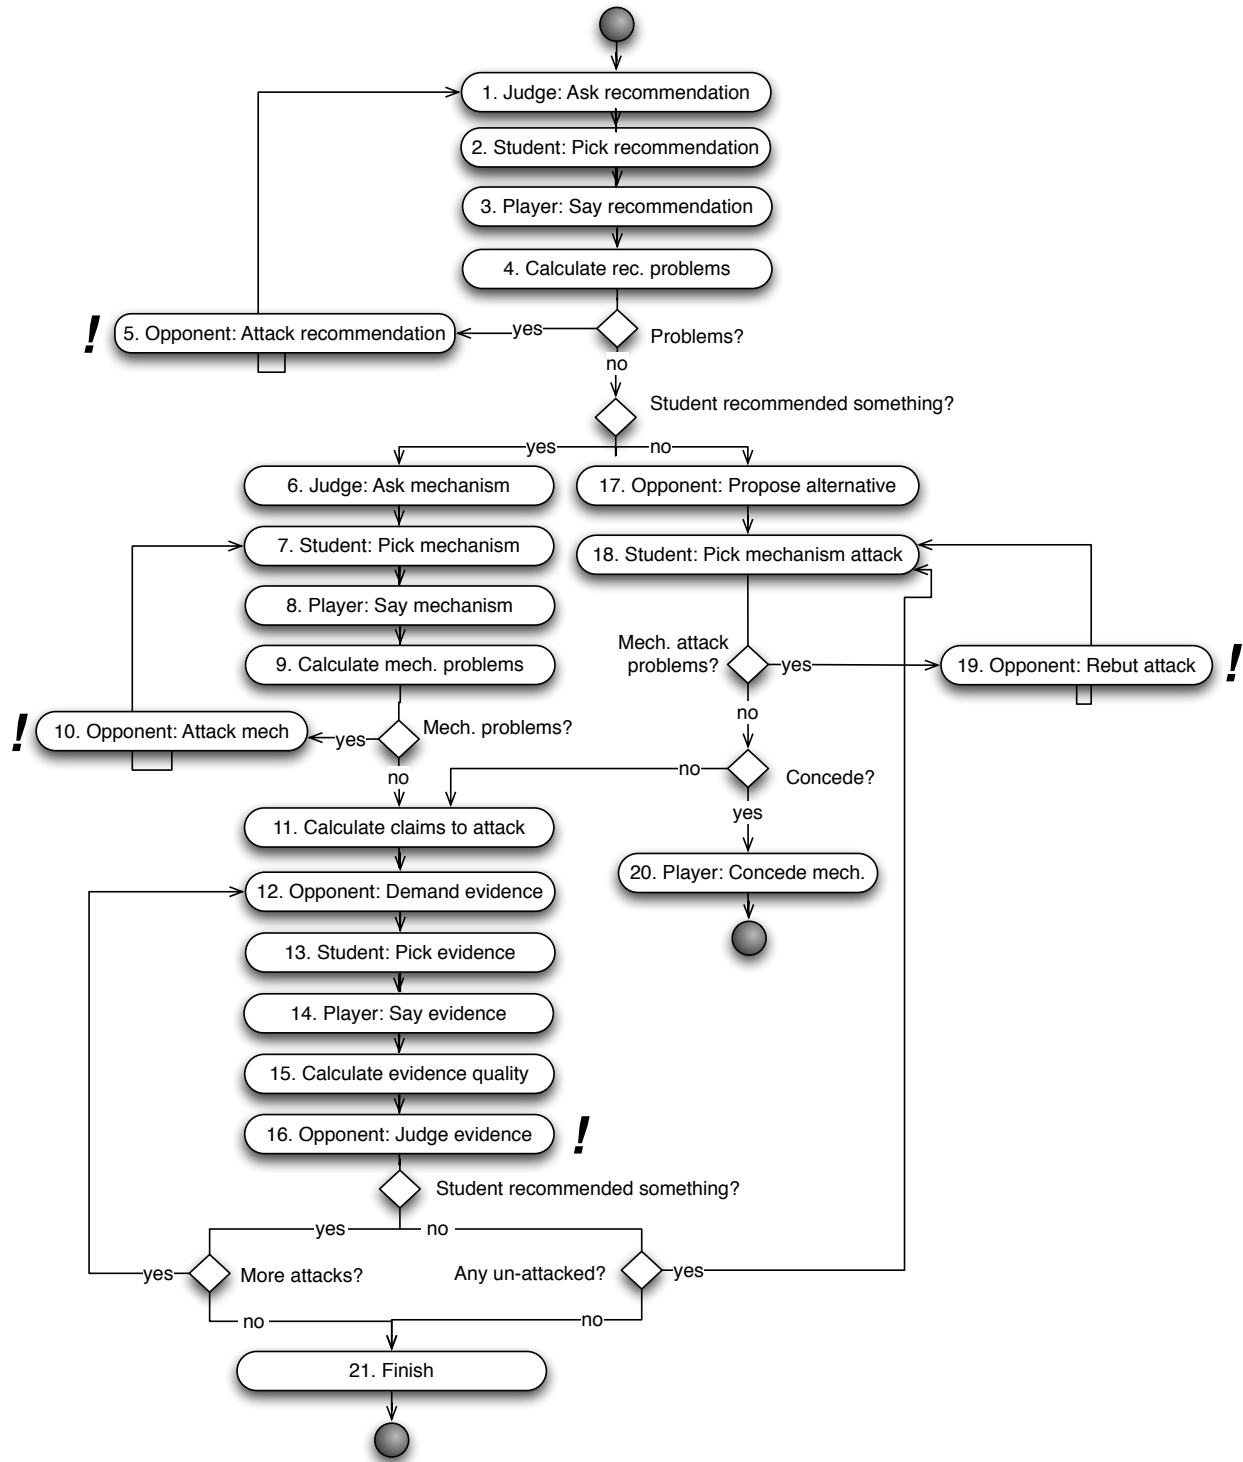 1. Judge: Ask recommendation
2. Student: Pick recommendation
3. Player: Say recommendation
4. Calculate rec. problems
!
5. Opponent: Attack recommendation
yes
Problems?
no
Student recommended something?
yes
no
6. Judge: Ask mechanism
17. Opponent: Propose alternative
7. Student: Pick mechanism
18. Student: Pick mechanism attack
8. Player: Say mechanism
Mech. attack
problems?
yes
9. Calculate mech. problems
19. Opponent: Rebut attack
!
no
!
10. Opponent: Attack mech
yes
Mech. problems?
no
no
Concede?
yes
11. Calculate claims to attack
20. Player: Concede mech.
12. Opponent: Demand evidence
13. Student: Pick evidence
14. Player: Say evidence
15. Calculate evidence quality
16. Opponent: Judge evidence
!
Student recommended something?
yes
no
yes
More attacks?
Any un-attacked?
yes
no
no
21. Finish